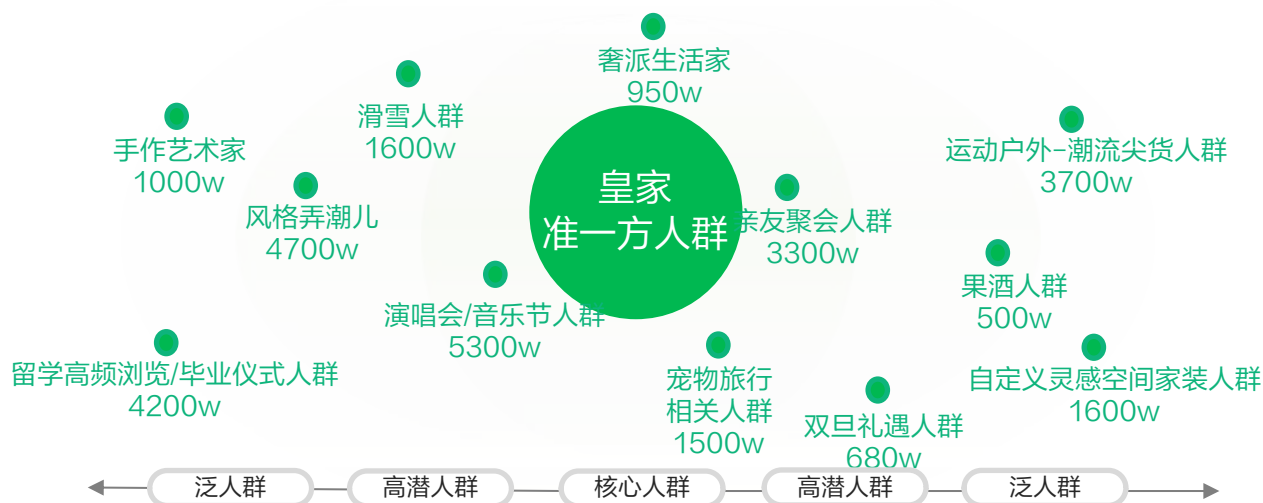 奢派生活家
950w
滑雪人群
1600w
手作艺术家
1000w
运动户外-潮流尖货人群
3700w
皇家
准一方人群
风格弄潮儿
4700w
亲友聚会人群
3300w
演唱会/音乐节人群
5300w
果酒人群
500w
留学高频浏览/毕业仪式人群
4200w
宠物旅行
相关人群
1500w
双旦礼遇人群
680w
自定义灵感空间家装人群
1600w
泛人群
高潜人群
核心人群
高潜人群
泛人群